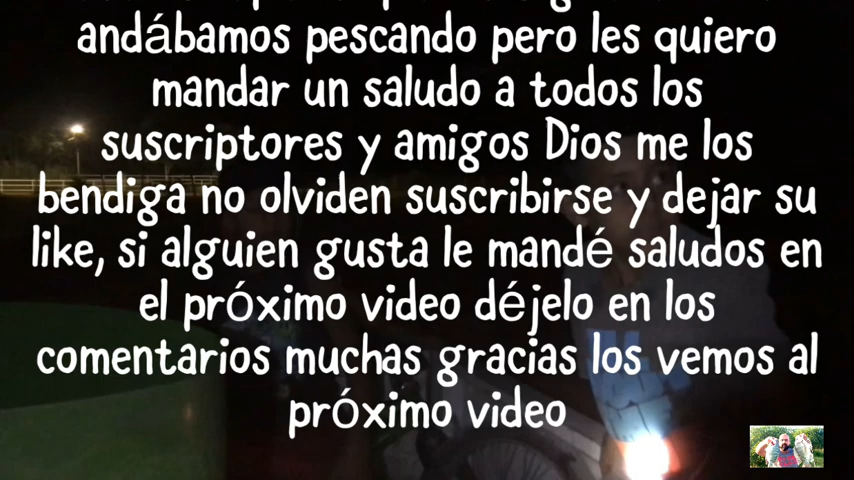 andábamos pescando pero les quiero
mandar un saludo a todos los
suscriptores y amigos Dios me los
bendiga no olviden suscribirse y dejar su
like, si alguien gusta le mandé saludos en
el próximo video déjelo en los
comentarios muchas gracias los vemos al
próximo video